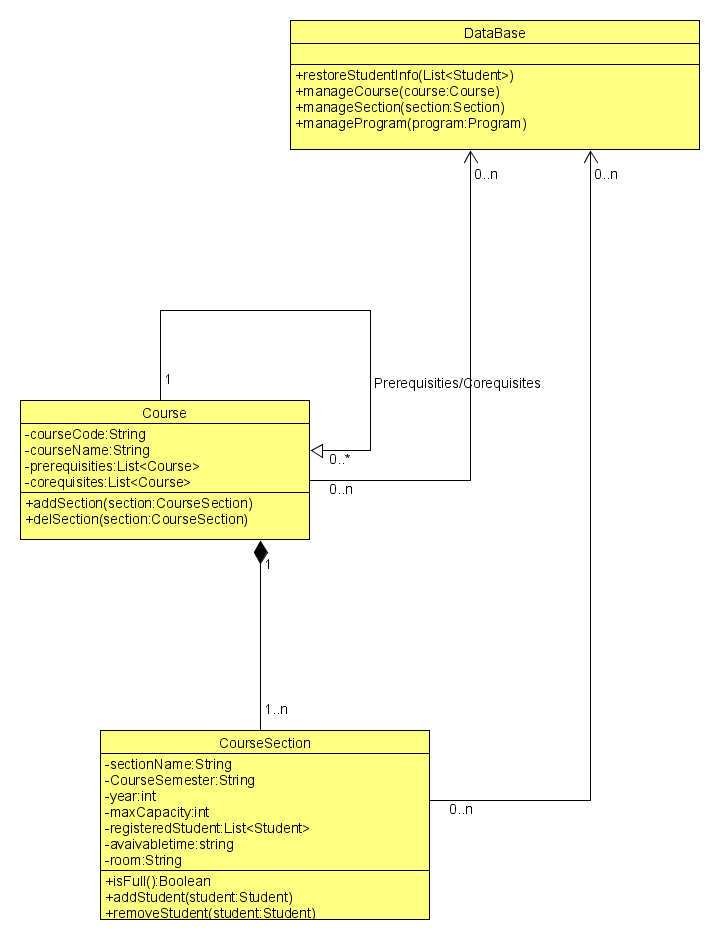 DataBase
+restoreStudentInfo(List<Student>)
+manageCourse(course:Course)
+manageSection(section:Section)
+manageProgram(program:Program)
0..n
0..n
1
Prerequisities/Corequisites
Course
-courseCode:String
-courseName:String
-prerequisities:List<Course>
-corequisites:List<Course>
+addSection(section:CourseSection)
+delSection(section:CourseSection)
0..*
0..n
1
1..n
CourseSection
-sectionName:String
-CourseSemester:String
-year:int
-maxCapacity:int
-registeredStudent:List<Student>
-avaivabletime:string
-room:String
+isFull():Boolean
+addStudent(student:Student)
+removeStudent(student:Student)
0..n